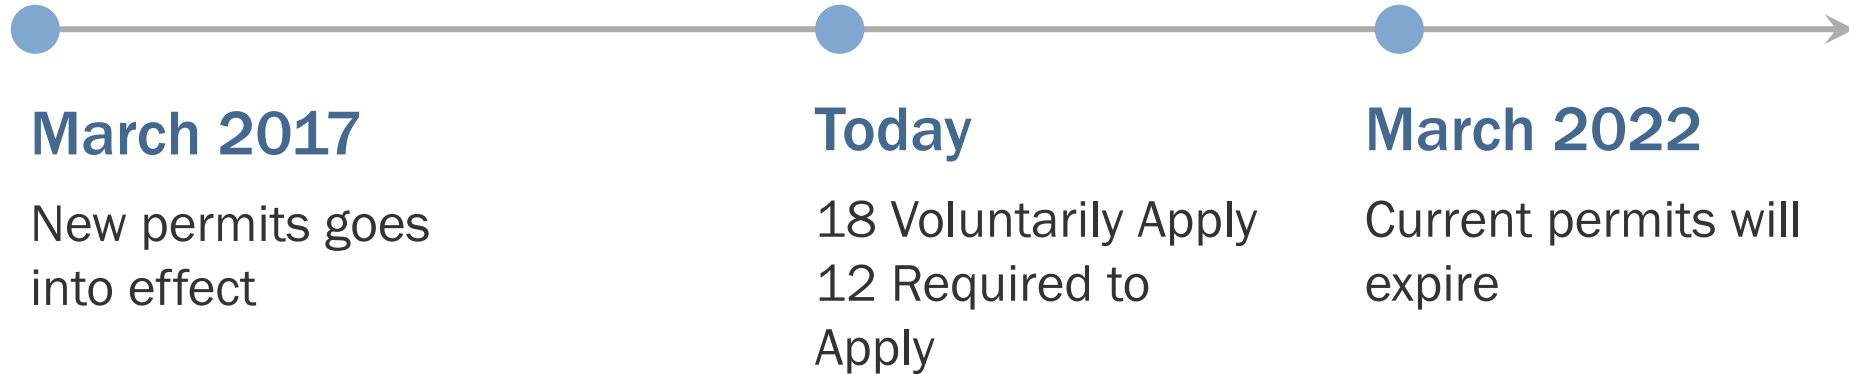 March 2017
New permits goes
into effect
Today
18 Voluntarily Apply
12 Required to
Apply
March 2022
Current permits will
expire